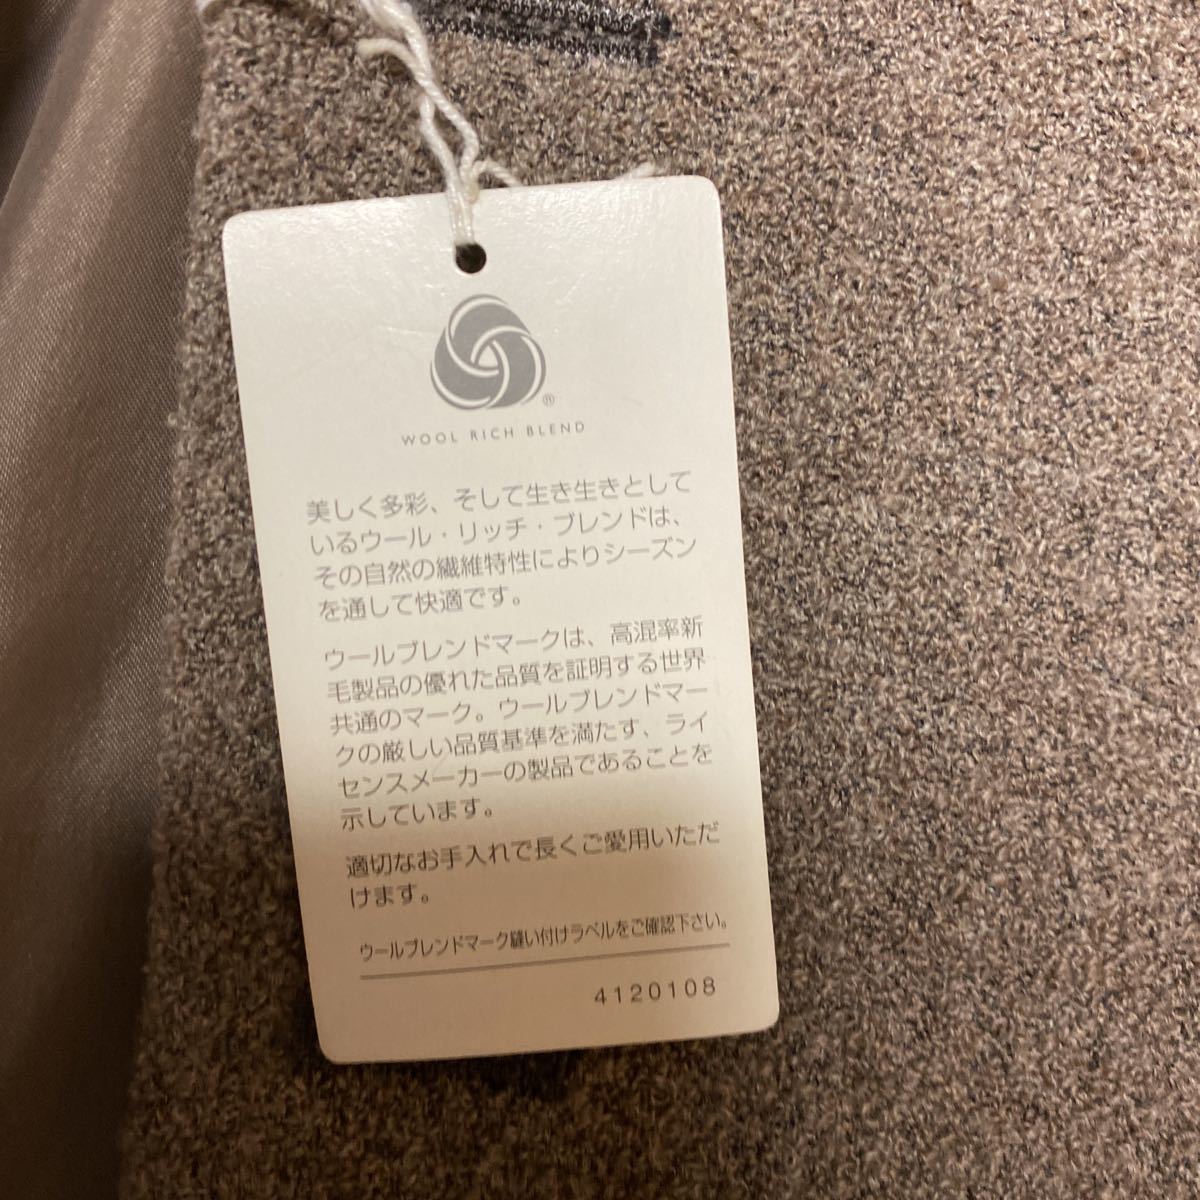 ®
WOOL RICH BLEND
美しく多彩、そして生き生きとして
いるウール・リッチ・ブレンドは、
その自然の繊維特性によりシーズン
を通して快適です。
ウールブレンドマークは、高混率新
毛製品の優れた品質を証明する世界
共通のマーク。ウールブレンドマー
クの厳しい品質基準を満たす、ライ
センスメーカーの製品であることを
示しています。
適切なお手入れで長くご愛用いただ
けます。
ウールブレンドマーク縫い付けラベルをご確認下さい。
4120108